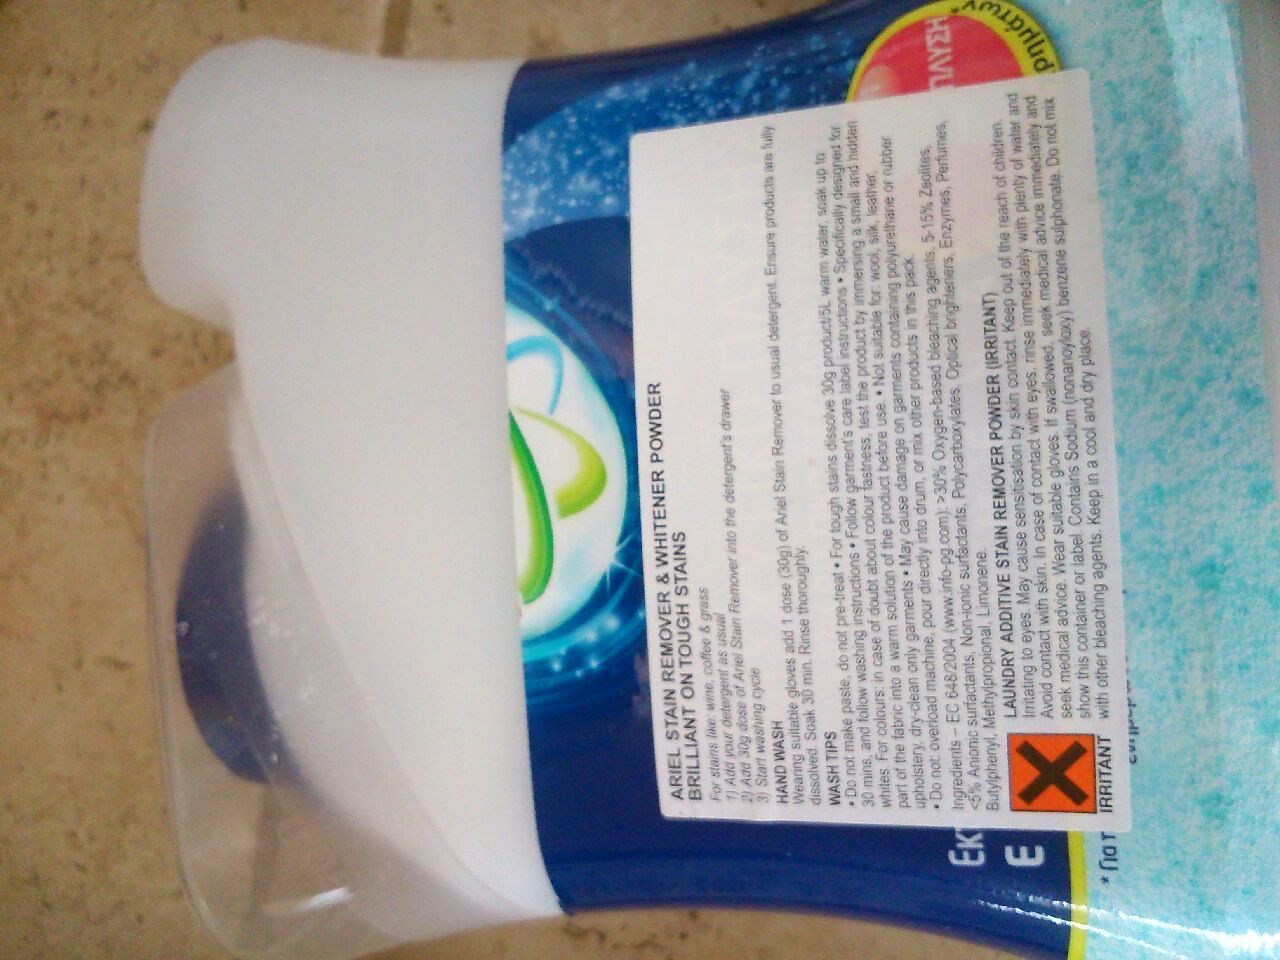 ARIEL STAIN REMOVER & WHITENER POWDER
BRILLIANT ON TOUGH STAINS
For stains like: wine, coffee & grass
1) Add your detergent as usual
2) Add 30g dose of Ariel Stain Remover into the detergent's drawer
3) Start washing cycle
HAND WASH
Wearing suitable gloves add 1 dose (30g) of Ariel Stain Remover to usual detergent. Ensure products are fully
dissolved. Soak 30 min. Rinse thoroughly.
WASH TIPS
• Do not make paste, do not pre-treat • For tough stains dissolve 30g product/5L warm water, soak up to
30 mins, and follow washing instructions • Follow garment's care label instructions • Specifically designed for
whites. For colours: in case of doubt about colour fastness, test the product by immersing a small and hidden
part of the fabric into a warm solution of the product before use. • Not suitable for: wool, silk, leather,
upholstery, dry-clean only garments • May cause damage on garments containing polyurethane or rubber
• Do not: overload machine, pour directly into drum, or mix other products in this pack.
Ingredients – EC 648/2004 (www.info-pg.com): >30% Oxygen-based bleaching agents, 5-15% Zeolites,
<5% Anionic surfactants, Non-ionic surfactants, Polycarboxylates, Optical brighteners, Enzymes, Perfumes,
Butylphenyl, Methylpropional, Limonene.
LAUNDRY ADDITIVE STAIN REMOVER POWDER (IRRITANT)
Irritating to eyes. May cause sensitisation by skin contact. Keep out of the reach of children.
Avoid contact with skin. In case of contact with eyes, rinse immediately with plenty of water and
seek medical advice. Wear suitable gloves. If swallowed, seek medical advice immediately and
show this container or label. Contains Sodium (nonanoyloxy) benzene sulphonate. Do not mix
with other bleaching agents. Keep in a cool and dry place.
IRRITANT
ΠΛΥΣΗ
* Για τ